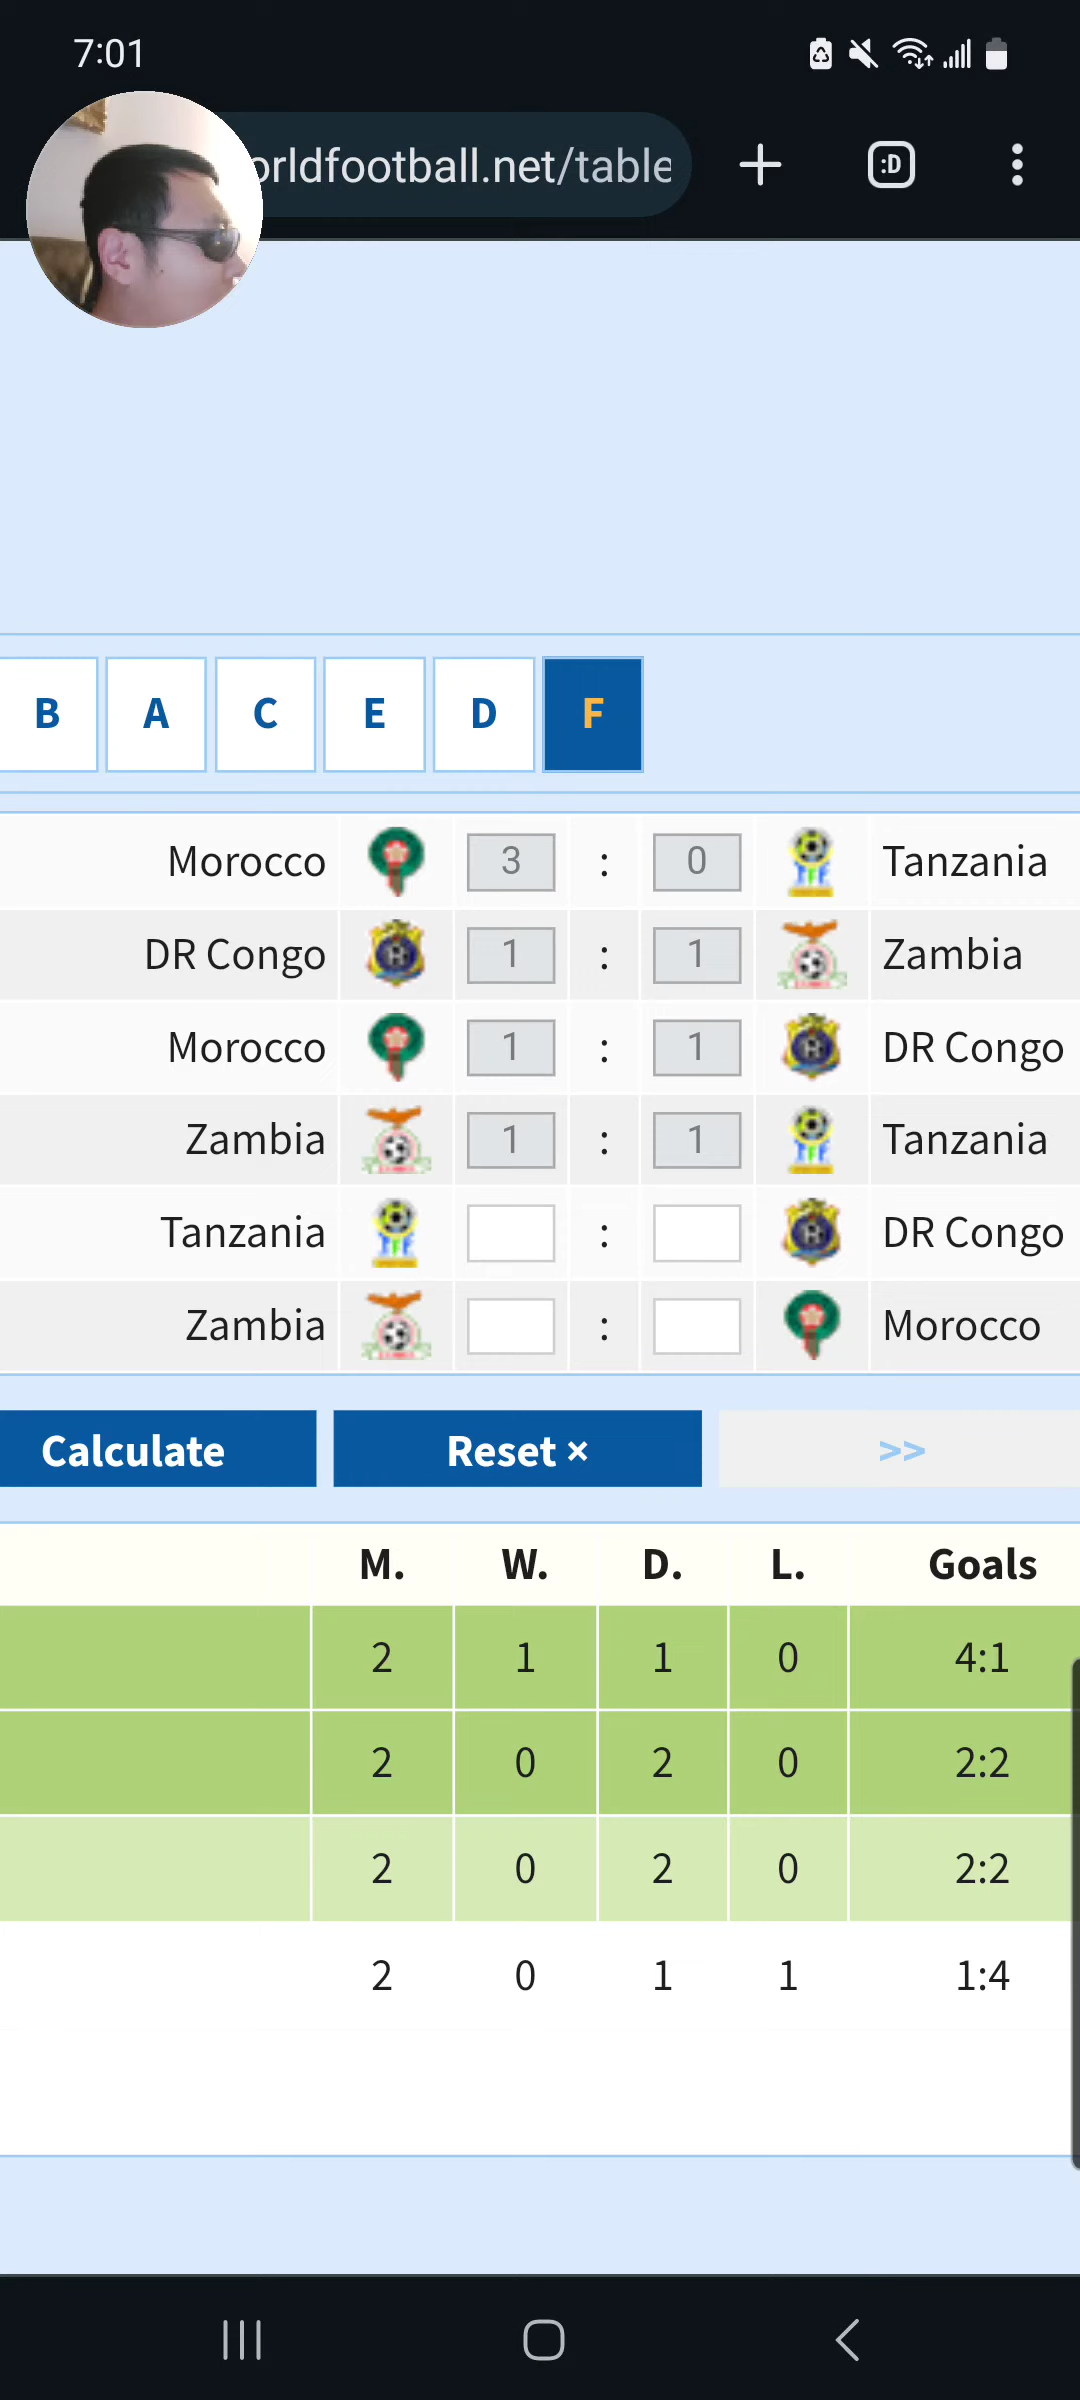 7:01
orldfootball.net/table
:D
B A C E D F
Morocco 3 : 0 Tanzania
DR Congo 1 : 1 Zambia
Morocco 1 : 1 DR Congo
Zambia 1 : 1 Tanzania
Tanzania : DR Congo
Zambia : Morocco
Calculate Reset × >>
M. W. D. L. Goals
2 1 1 0 4:1
2 0 2 0 2:2
2 0 2 0 2:2
2 0 1 1 1:4